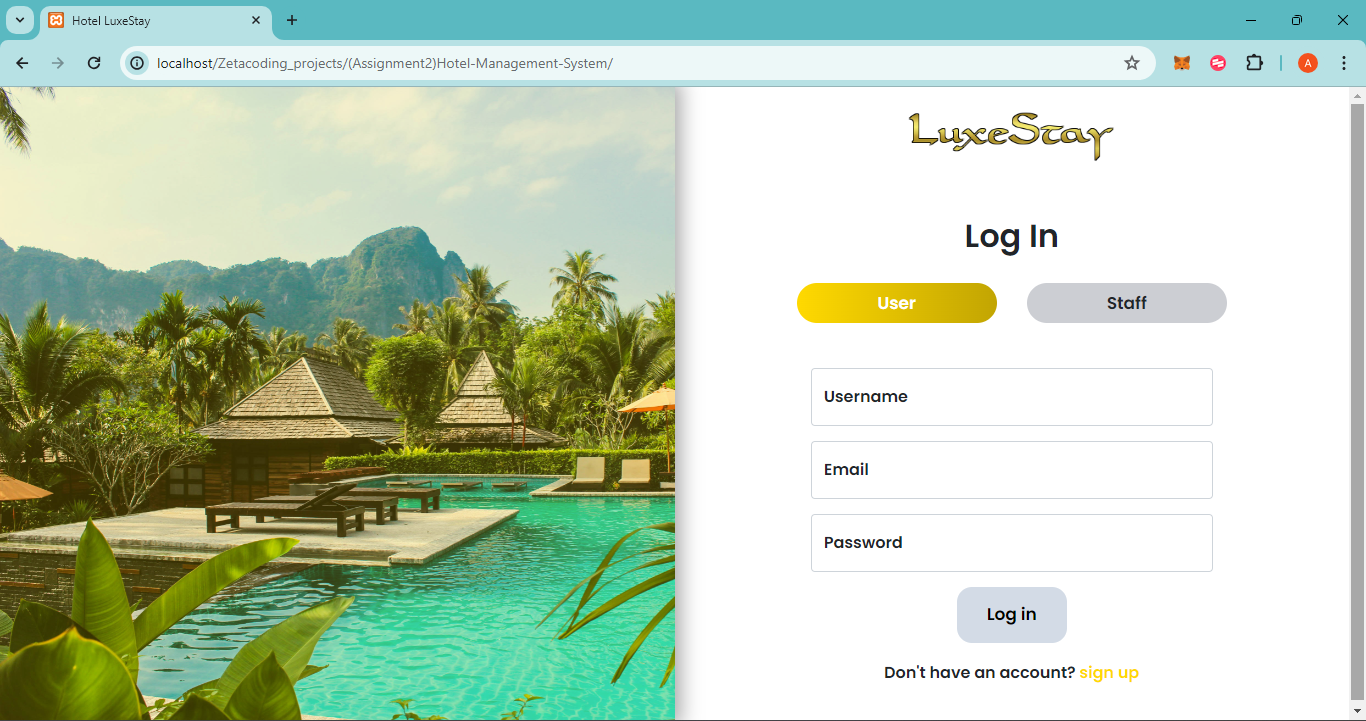 Hotel LuxeStay
localhost/Zetacoding_projects/(Assignment2)Hotel-Management-System/
A
LuxeStay
Log In
User
Staff
Username
Email
Password
Log in
Don't have an account? sign up